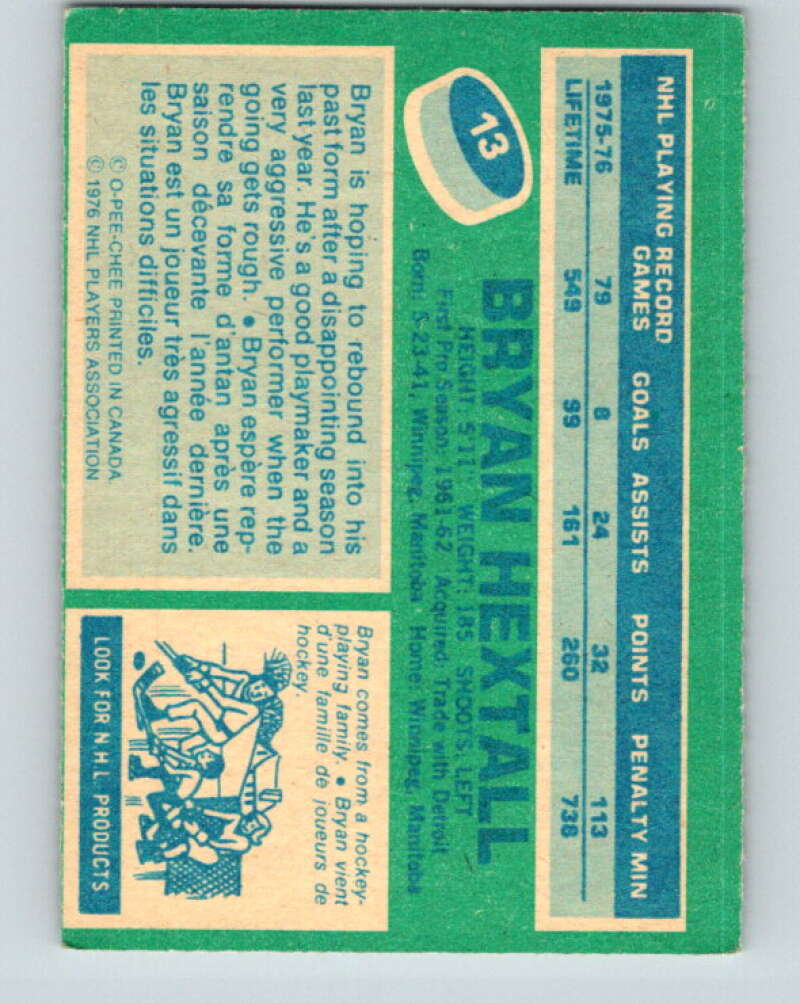 NHL PLAYING RECORD
GAMES GOALS ASSISTS POINTS PENALTY MIN
1975-76 79 8 24 32 113
LIFETIME 549 99 161 260 738
13
BRYAN HEXTALL
HEIGHT: 5'11 WEIGHT: 185 SHOOTS: LEFT
First Pro Season: 1961-62 Acquired: Trade with Detroit
Born: 5-23-41, Winnipeg, Manitoba Home: Winnipeg, Manitoba
Bryan is hoping to rebound into his
past form after a disappointing season
last year. He's a good playmaker and a
very aggressive performer when the
going gets rough. • Bryan espère rep-
rendre sa forme d'antan après une
saison décevante l'année dernière.
Bryan est un joueur très agressif dans
les situations difficiles.
© O-PEE-CHEE PRINTED IN CANADA
© 1976 NHL PLAYERS ASSOCIATION
Bryan comes from a hockey-
playing family. • Bryan vient
d'une famille de joueurs de
hockey.
LOOK FOR N.H.L. PRODUCTS